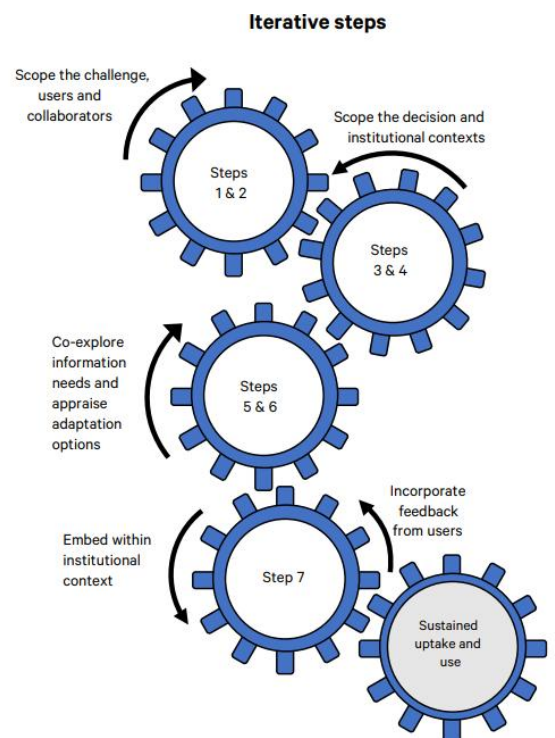 Iterative steps
Scope the challenge,
users and
collaborators
Steps
1 & 2
Scope the decision and
institutional contexts
Steps
3 & 4
Co-explore
information
needs and
appraise
adaptation
options
Steps
5 & 6
Embed within
institutional
context
Step 7
Incorporate
feedback
from users
Sustained
uptake and
use